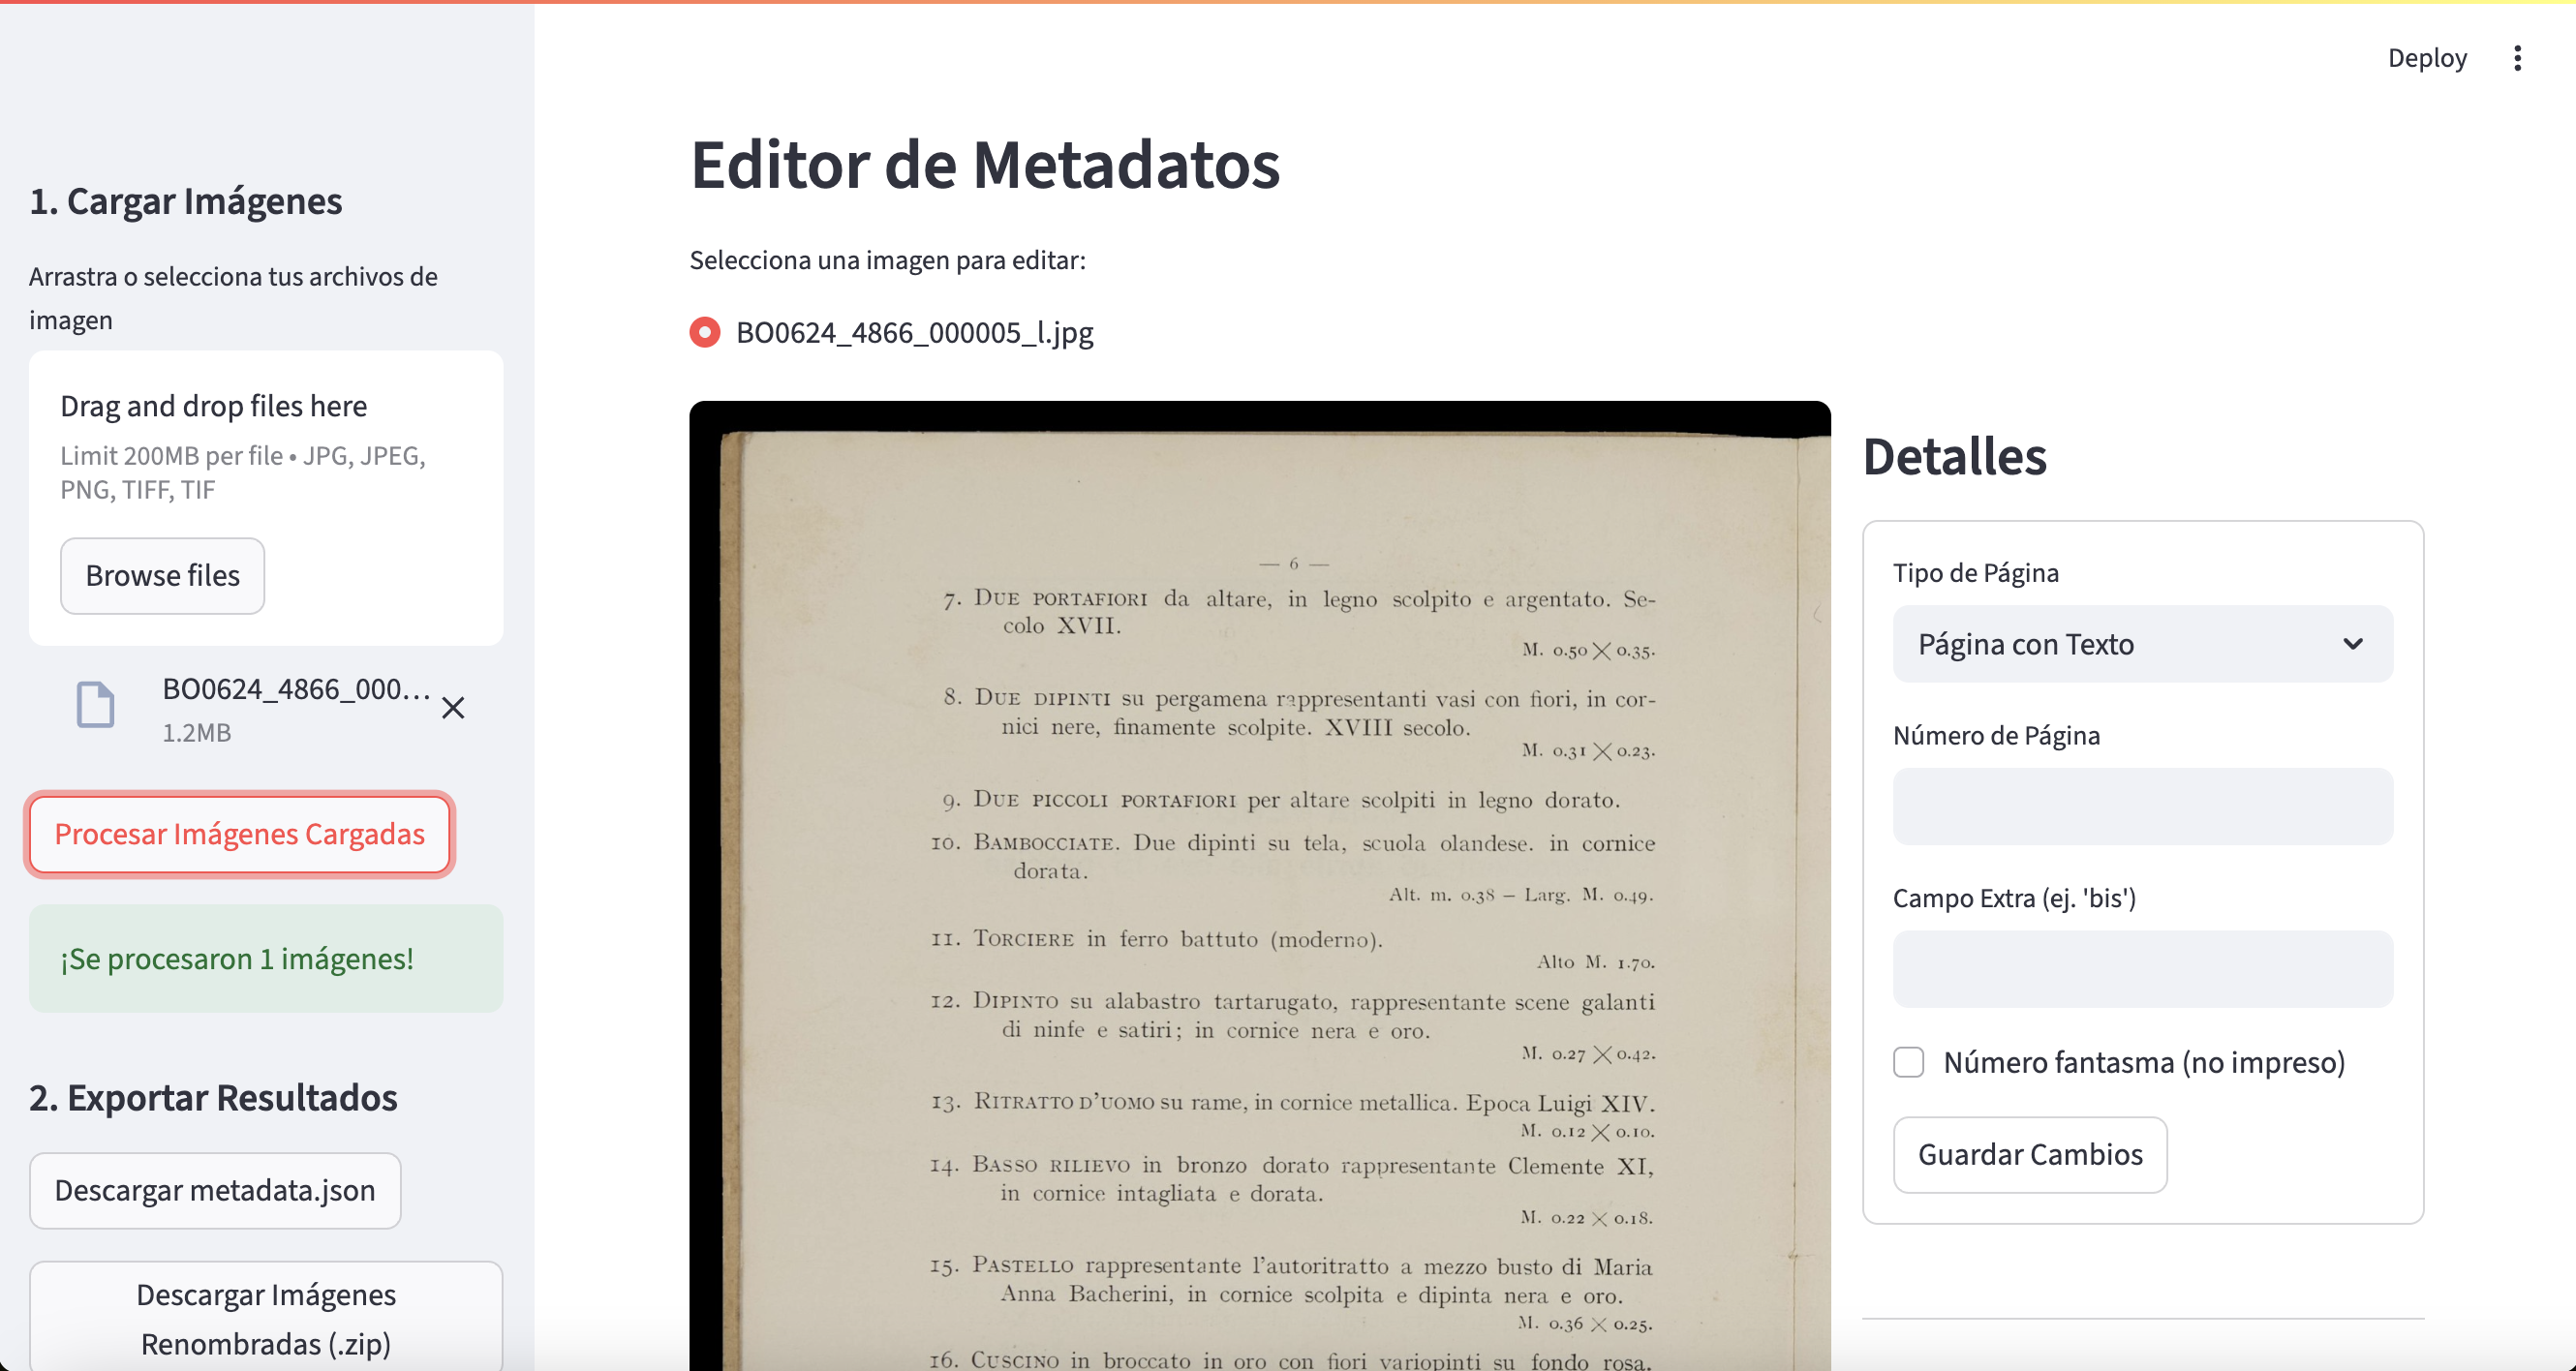 Deploy
1. Cargar Imágenes
Arrastra o selecciona tus archivos de
imagen
Drag and drop files here
Limit 200MB per file • JPG, JPEG,
PNG, TIFF, TIF
Browse files
BO0624_4866_000…
1.2MB
Procesar Imágenes Cargadas
¡Se procesaron 1 imágenes!
2. Exportar Resultados
Descargar metadata.json
Descargar Imágenes
Renombradas (.zip)
Editor de Metadatos
Selecciona una imagen para editar:
BO0624_4866_000005_l.jpg
— 6 —
7. DUE PORTAFIORI da altare, in legno scolpito e argentato. Se-
colo XVII.
M. 0.50 × 0.35.
8. DUE DIPINTI su pergamena rappresentanti vasi con fiori, in cor-
nici nere, finamente scolpite. XVIII secolo.
M. 0.31 × 0.23.
9. DUE PICCOLI PORTAFIORI per altare scolpiti in legno dorato.
10. BAMBOCCIATE. Due dipinti su tela, scuola olandese. in cornice
dorata.
Alt. m. 0.38 – Larg. M. 0.49.
11. TORCIERE in ferro battuto (moderno).
Alto M. 1.70.
12. DIPINTO su alabastro tartarugato, rappresentante scene galanti
di ninfe e satiri; in cornice nera e oro.
M. 0.27 × 0.42.
13. RITRATTO D'UOMO su rame, in cornice metallica. Epoca Luigi XIV.
M. 0.12 × 0.10.
14. BASSO RILIEVO in bronzo dorato rappresentante Clemente XI,
in cornice intagliata e dorata.
M. 0.22 × 0.18.
15. PASTELLO rappresentante l'autoritratto a mezzo busto di Maria
Anna Bacherini, in cornice scolpita e dipinta nera e oro.
M. 0.36 × 0.25.
16. CUSCINO in broccato in oro con fiori variopinti su fondo rosa.
Detalles
Tipo de Página
Página con Texto
Número de Página
Campo Extra (ej. 'bis')
Número fantasma (no impreso)
Guardar Cambios